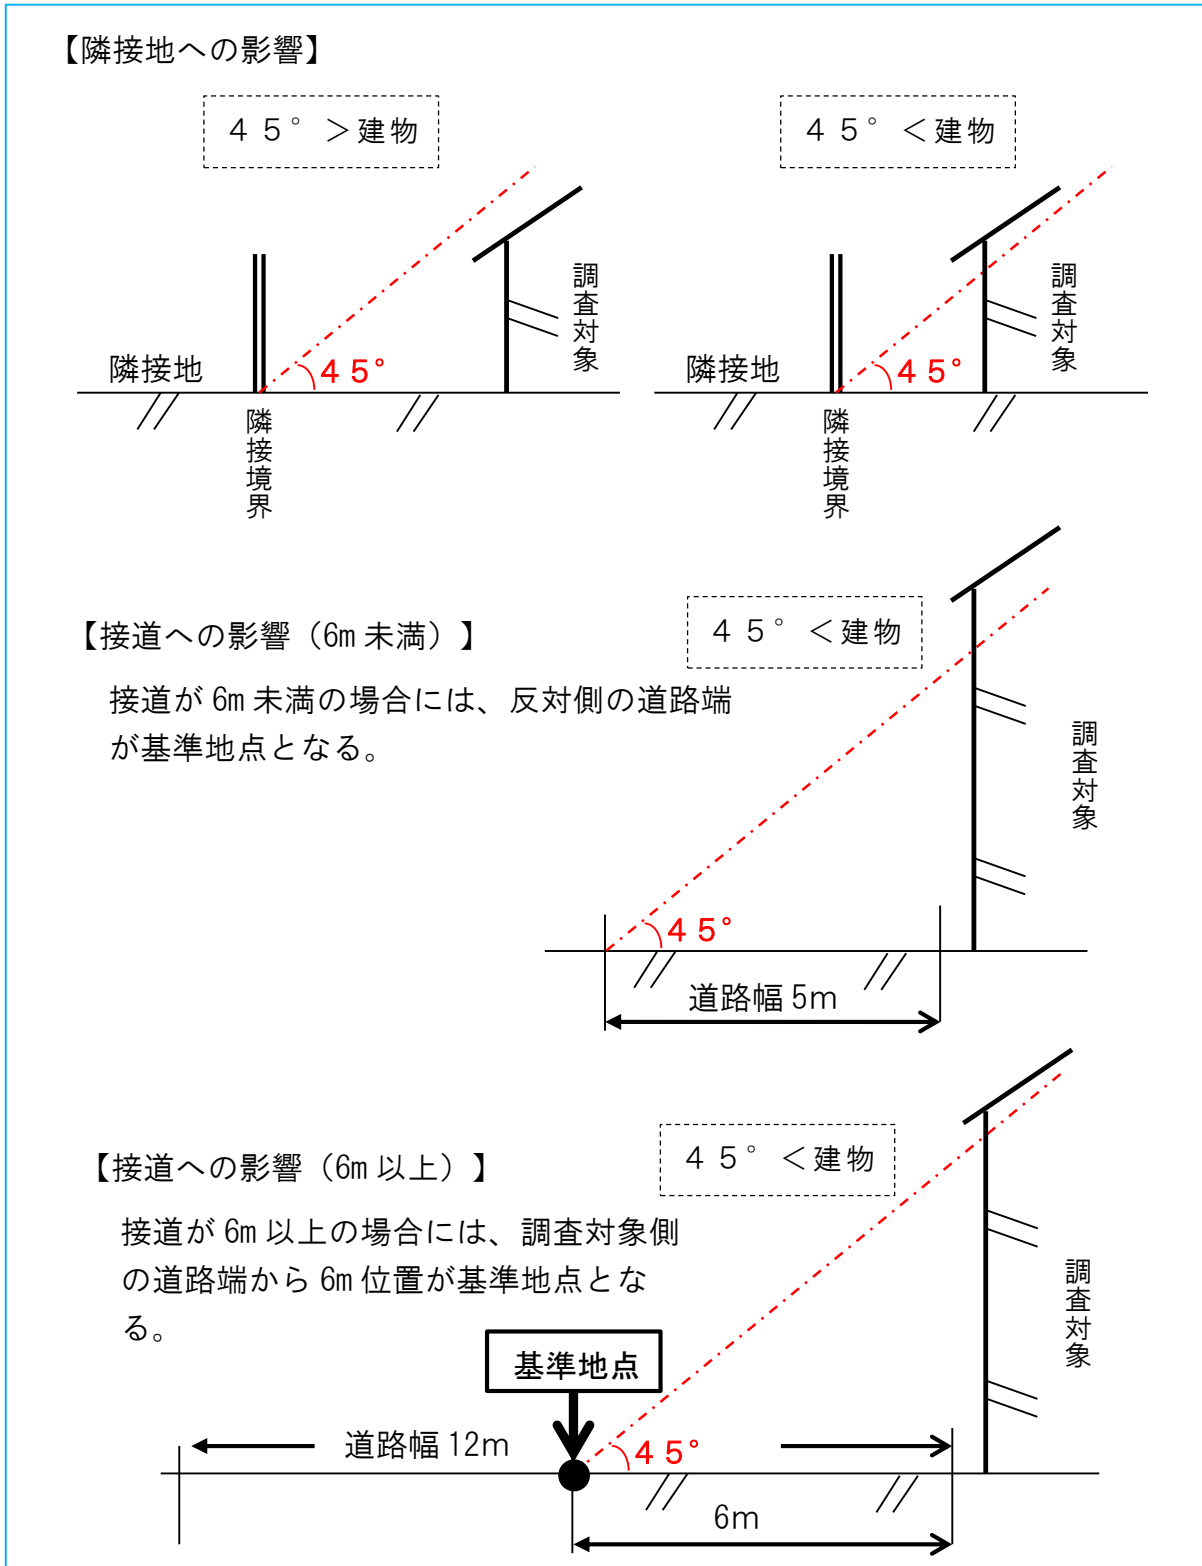 【隣接地への影響】
４５°＞建物
４５°＜建物
調査対象
調査対象
隣接地
４５°
隣接地
４５°
隣接境界
隣接境界
【接道への影響（6m未満）】
４５°＜建物
接道が6m未満の場合には、反対側の道路端
が基準地点となる。
調査対象
４５°
道路幅5m
【接道への影響（6m以上）】
４５°＜建物
接道が6m以上の場合には、調査対象側
の道路端から6m位置が基準地点とな
る。
調査対象
基準地点
道路幅12m
４５°
6m